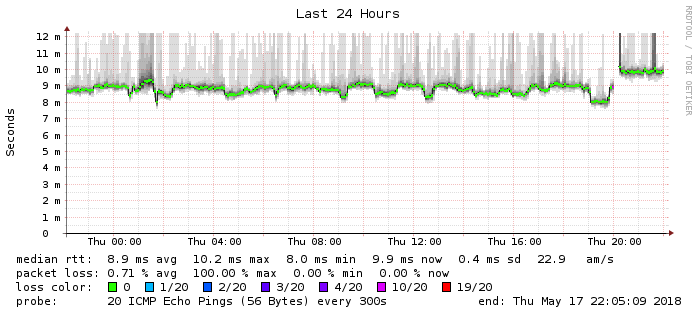 Last 24 Hours
RRDTOOL / TOBI OETIKER
Seconds
12 m
11 m
10 m
9 m
8 m
7 m
6 m
5 m
4 m
3 m
2 m
1 m
0
Thu 00:00 Thu 04:00 Thu 08:00 Thu 12:00 Thu 16:00 Thu 20:00
median rtt: 8.9 ms avg 10.2 ms max 8.0 ms min 9.9 ms now 0.4 ms sd 22.9 am/s
packet loss: 0.71 % avg 100.00 % max 0.00 % min 0.00 % now
loss color: 0 1/20 2/20 3/20 4/20 10/20 19/20
probe: 20 ICMP Echo Pings (56 Bytes) every 300s end: Thu May 17 22:05:09 2018